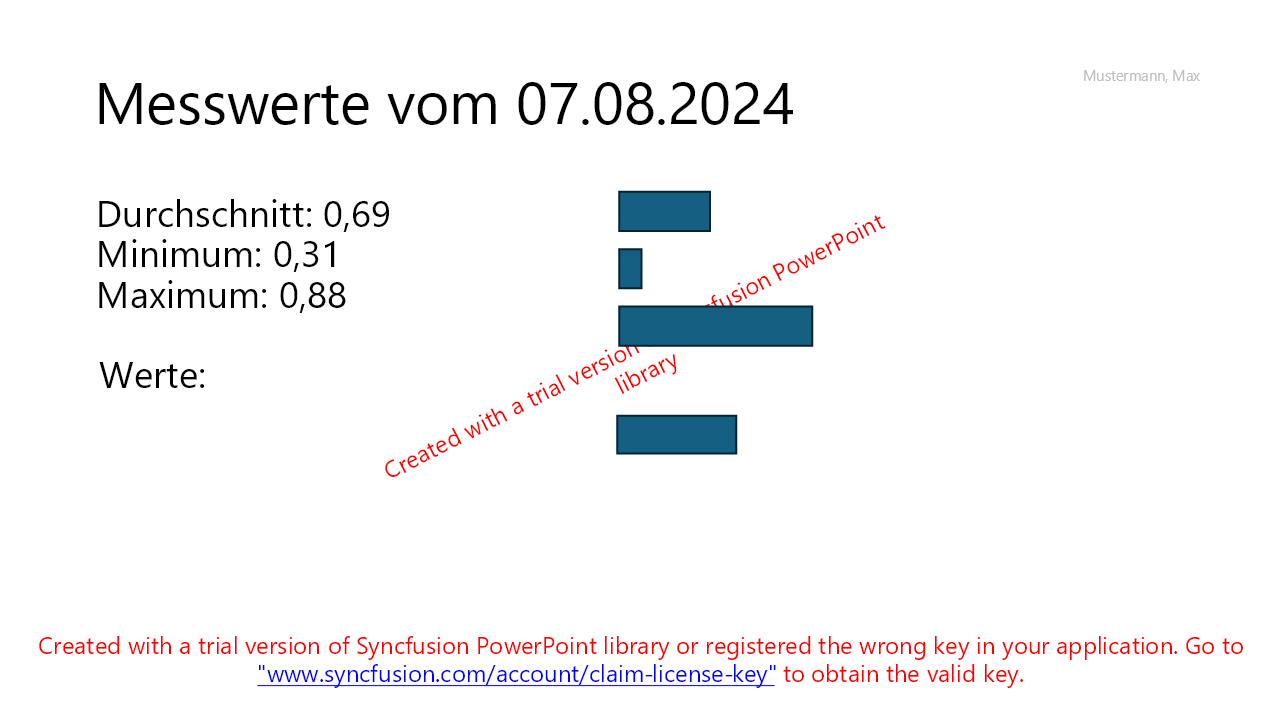 Mustermann, Max
Messwerte vom 07.08.2024
Durchschnitt: 0,69
Minimum: 0,31
Maximum: 0,88
Werte:
Created with a trial version fusion PowerPoint
library
Created with a trial version of Syncfusion PowerPoint library or registered the wrong key in your application. Go to
"www.syncfusion.com/account/claim-license-key" to obtain the valid key.